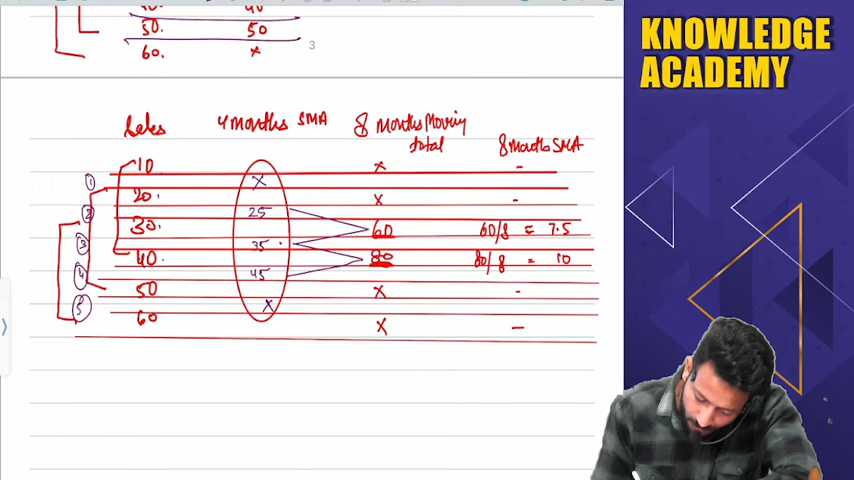 40
50. 50
60. x
3
KNOWLEDGE
ACADEMY
Sales 4 months SMA 8 months Moving total 8 months SMA
10 x -
① x
20. x -
② 25
30. 60 60/8 = 7.5
③ 35
40. 80 80/8 = 10
④ 45
50 x -
⑤ x
60 x -